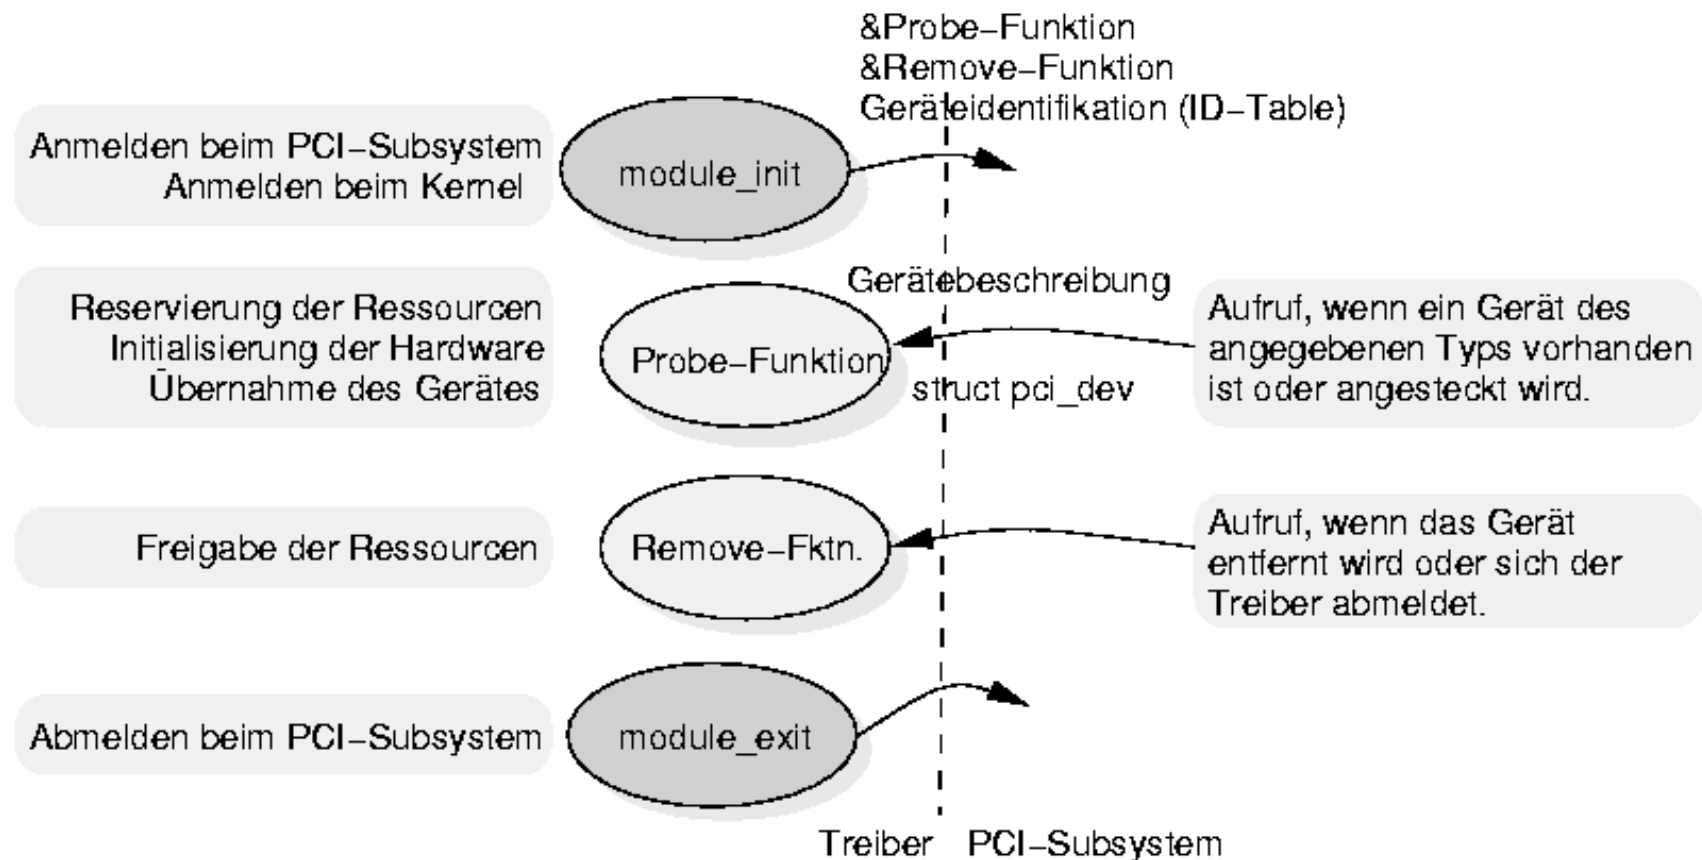 &Probe–Funktion
&Remove–Funktion
Geräteidentifikation (ID–Table)
Anmelden beim PCI–Subsystem
Anmelden beim Kernel
module_init
Gerätebeschreibung
Reservierung der Ressourcen
Initialisierung der Hardware
Übernahme des Gerätes
Probe–Funktion
struct pci_dev
Aufruf, wenn ein Gerät des
angegebenen Typs vorhanden
ist oder angesteckt wird.
Freigabe der Ressourcen
Remove–Fktn.
Aufruf, wenn das Gerät
entfernt wird oder sich der
Treiber abmeldet.
Abmelden beim PCI–Subsystem
module_exit
Treiber
PCI–Subsystem